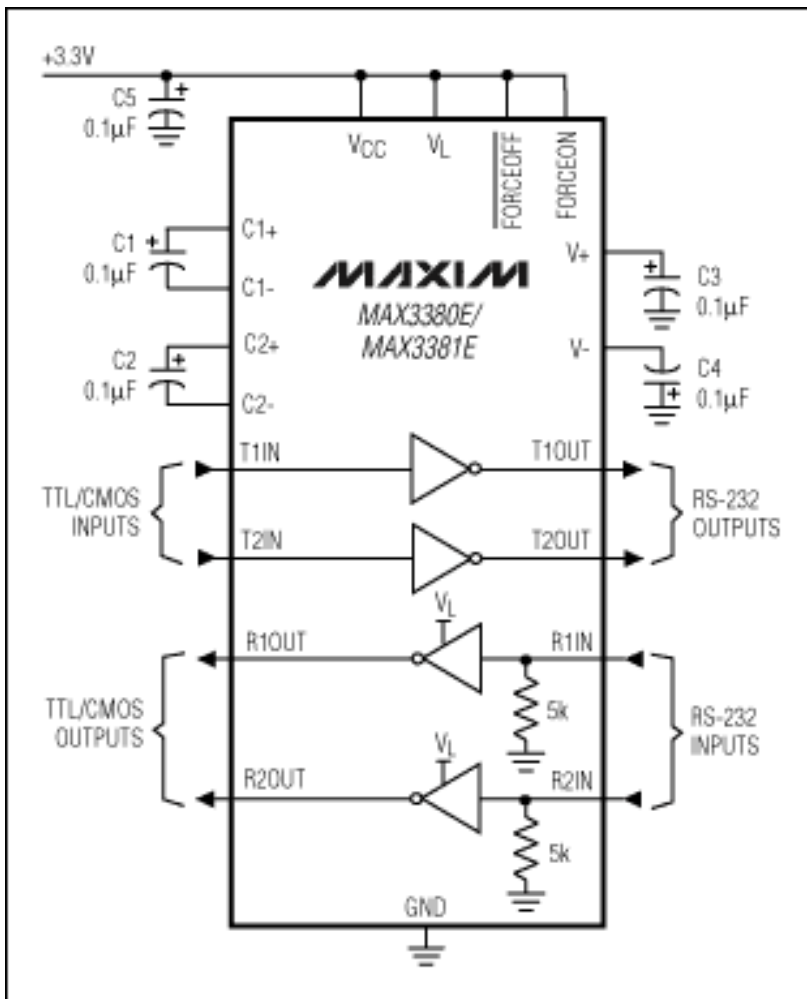 +3.3V
C5
+
0.1µF
VCC
VL
FORCEOFF
FORCEON
C1
+
0.1µF
C1+
C1-
C2
+
0.1µF
C2+
C2-
MAXIM
MAX3380E/
MAX3381E
V+
+
C3
0.1µF
V-
C4
+
0.1µF
TTL/CMOS
INPUTS
T1IN
T1OUT
T2IN
T2OUT
RS-232
OUTPUTS
TTL/CMOS
OUTPUTS
R1OUT
VL
R1IN
5k
R2OUT
VL
R2IN
5k
RS-232
INPUTS
GND